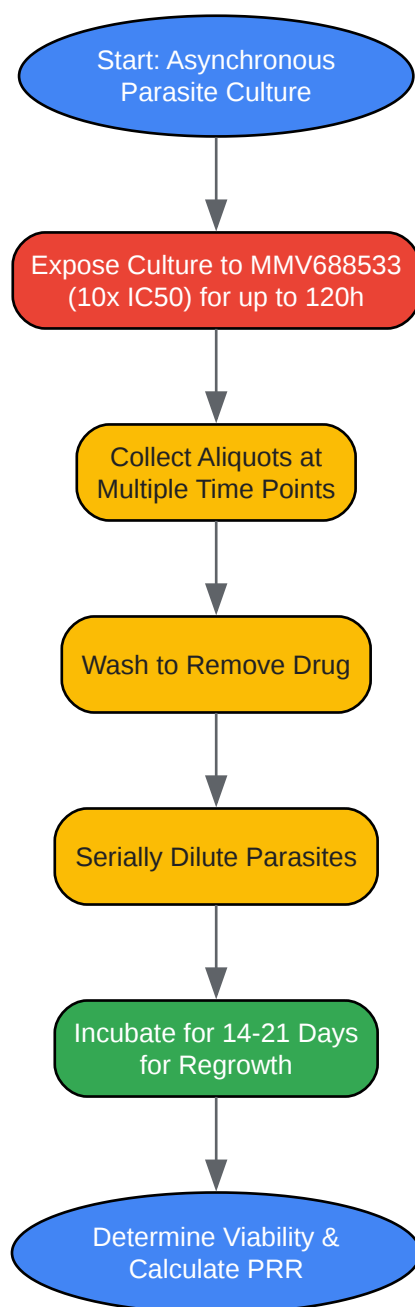 Start: Asynchronous
Parasite Culture
Expose Culture to MMV688533
(10x IC50) for up to 120h
Collect Aliquots at
Multiple Time Points
Wash to Remove Drug
Serially Dilute Parasites
Incubate for 14-21 Days
for Regrowth
Determine Viability &
Calculate PRR